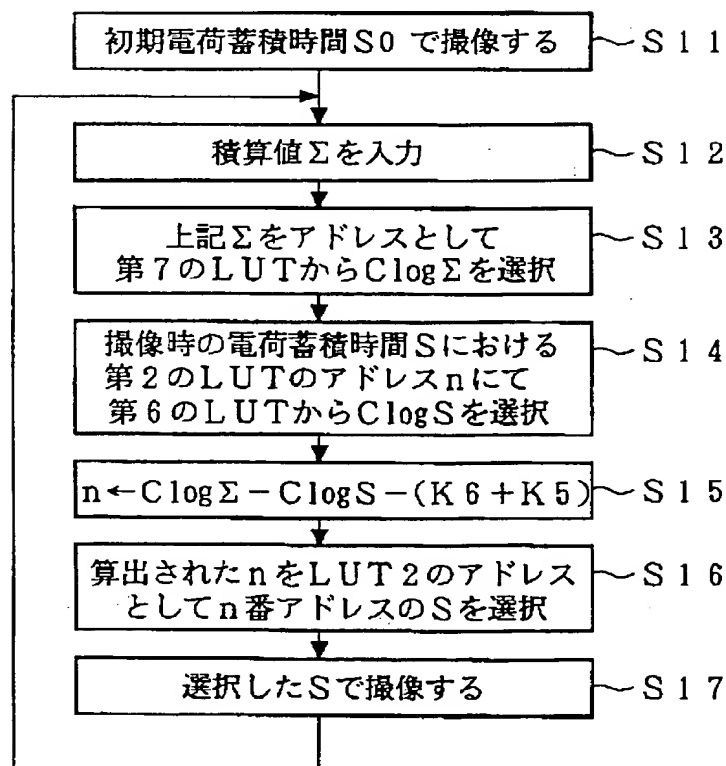 初期電荷蓄積時間S0で撮像する ～S11
積算値Σを入力 ～S12
上記Σをアドレスとして
第7のLUTからClogΣを選択 ～S13
撮像時の電荷蓄積時間Sにおける
第2のLUTのアドレスnにて
第6のLUTからClogSを選択 ～S14
n←ClogΣ－ClogS－(K6+K5) ～S15
算出されたnをLUT2のアドレス
としてn番アドレスのSを選択 ～S16
選択したSで撮像する ～S17